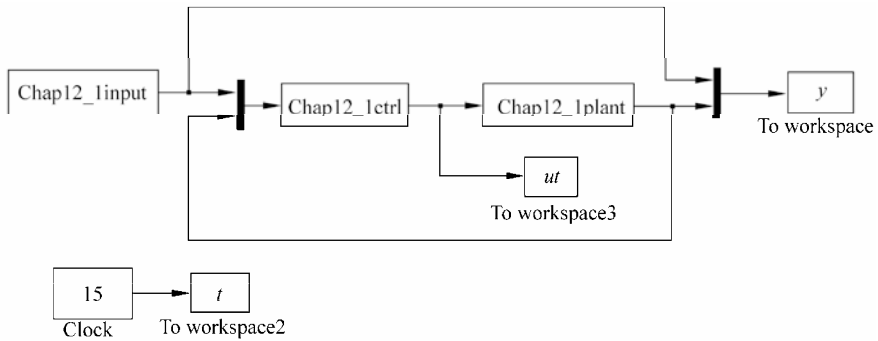 Chap12_1input
Chap12_1ctrl
Chap12_1plant
y
To workspace
ut
To workspace3
15
Clock
t
To workspace2